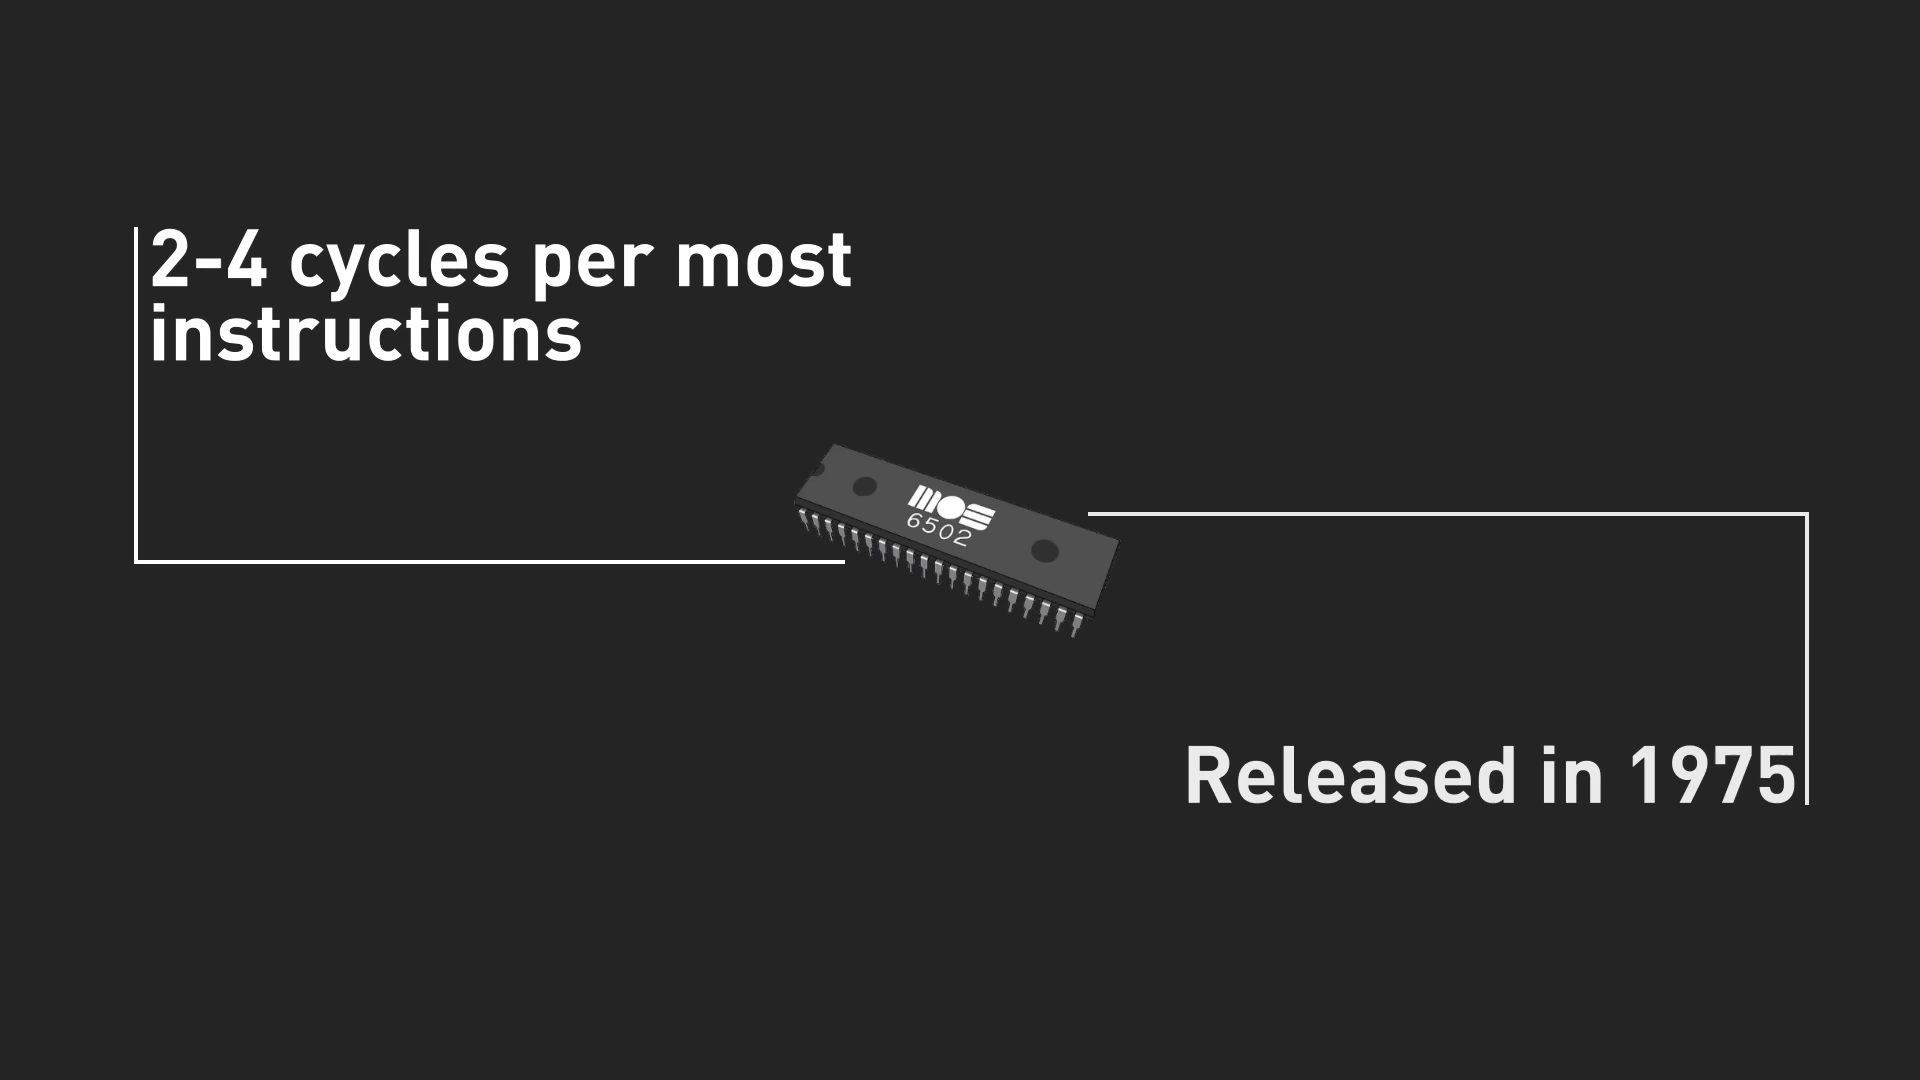 2-4 cycles per most
instructions
mos
6502
Released in 1975